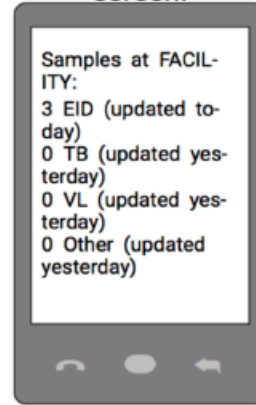 Samples at FACIL-
ITY:
3 EID (updated to-
day)
0 TB (updated yes-
terday)
0 VL (updated yes-
terday)
0 Other (updated
yesterday)